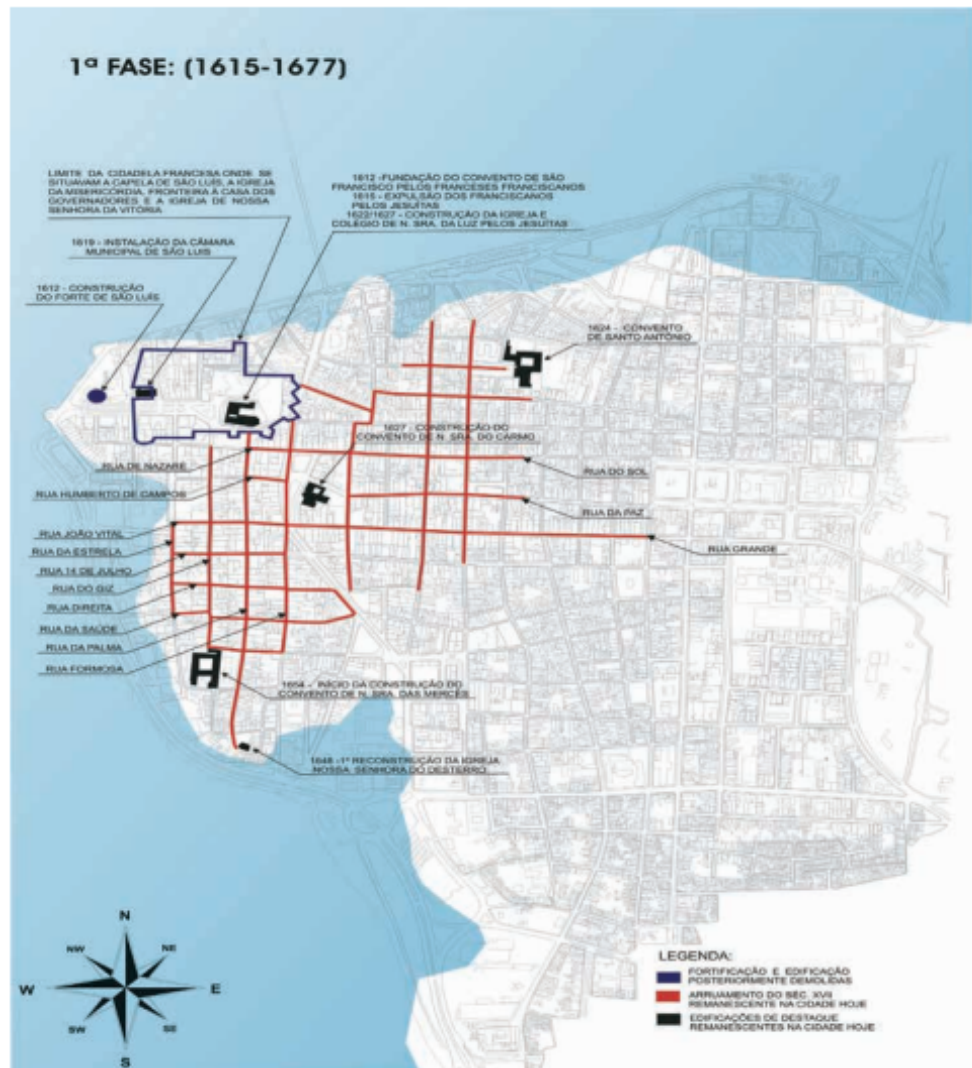 1ª FASE: (1615-1677)
LIMITE DA CIDADELA FRANCESA ONDE SE
SITUAVAM A CAPELA DE SÃO LUÍS, A IGREJA
DA MISERICÓRDIA, FRONTEIRA À CASA DOS
GOVERNADORES E A IGREJA DE NOSSA
SENHORA DA VITÓRIA
1612 -FUNDAÇÃO DO CONVENTO DE SÃO
FRANCISCO PELOS FRANCESES FRANCISCANOS
1615 - EXPULSÃO DOS FRANCISCANOS
PELOS JESUÍTAS
1622/1627 - CONSTRUÇÃO DA IGREJA E
COLÉGIO DE N. SRA. DA LUZ PELOS JESUÍTAS
1619 - INSTALAÇÃO DA CÂMARA
MUNICIPAL DE SÃO LUIS
1612 - CONSTRUÇÃO
DO FORTE DE SÃO LUÍS
1624 - CONVENTO
DE SANTO ANTÔNIO
1627 - CONSTRUÇÃO DO
CONVENTO DE N. SRA. DO CARMO
RUA DE NAZARÉ
RUA DO SOL
RUA HUMBERTO DE CAMPOS
RUA DA PAZ
RUA JOÃO VITAL
RUA GRANDE
RUA DA ESTRELA
RUA 14 DE JULHO
RUA DO GIZ
RUA DIREITA
RUA DA SAÚDE
RUA DA PALMA
RUA FORMOSA
1654 - INÍCIO DA CONSTRUÇÃO DO
CONVENTO DE N. SRA. DAS MERCÊS
1648 -1ª RECONSTRUÇÃO DA IGREJA
NOSSA SENHORA DO DESTERRO
N
NW
NE
W
E
SW
SE
S
LEGENDA:
FORTIFICAÇÃO E EDIFICAÇÃO
POSTERIORMENTE DEMOLIDAS
ARRUAMENTO DO SÉC. XVII
REMANESCENTE NA CIDADE HOJE
EDIFICAÇÕES DE DESTAQUE
REMANESCENTES NA CIDADE HOJE